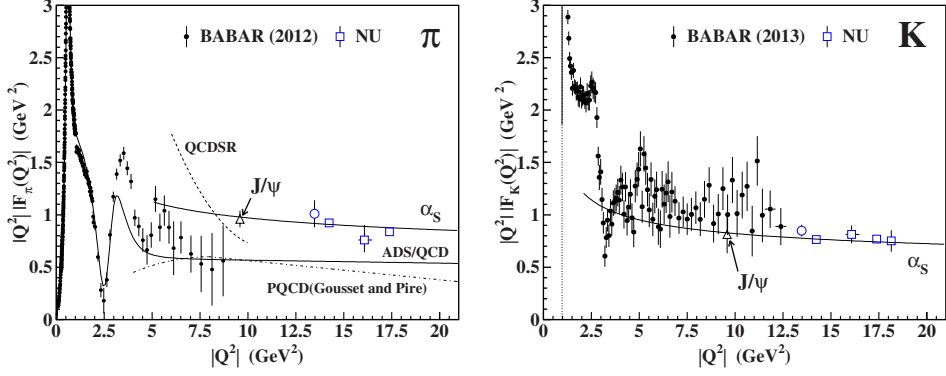 BABAR (2012) NU π
QCDSR
J/ψ
α_S
ADS/QCD
PQCD(Gousset and Pire)
|Q²||F_π(Q²)| (GeV²)
3
2.5
2
1.5
1
0.5
0
0 2.5 5 7.5 10 12.5 15 17.5 20
|Q²| (GeV²)
BABAR (2013) NU K
J/ψ
α_S
|Q²||F_K(Q²)| (GeV²)
3
2.5
2
1.5
1
0.5
0
0 2.5 5 7.5 10 12.5 15 17.5 20
|Q²| (GeV²)